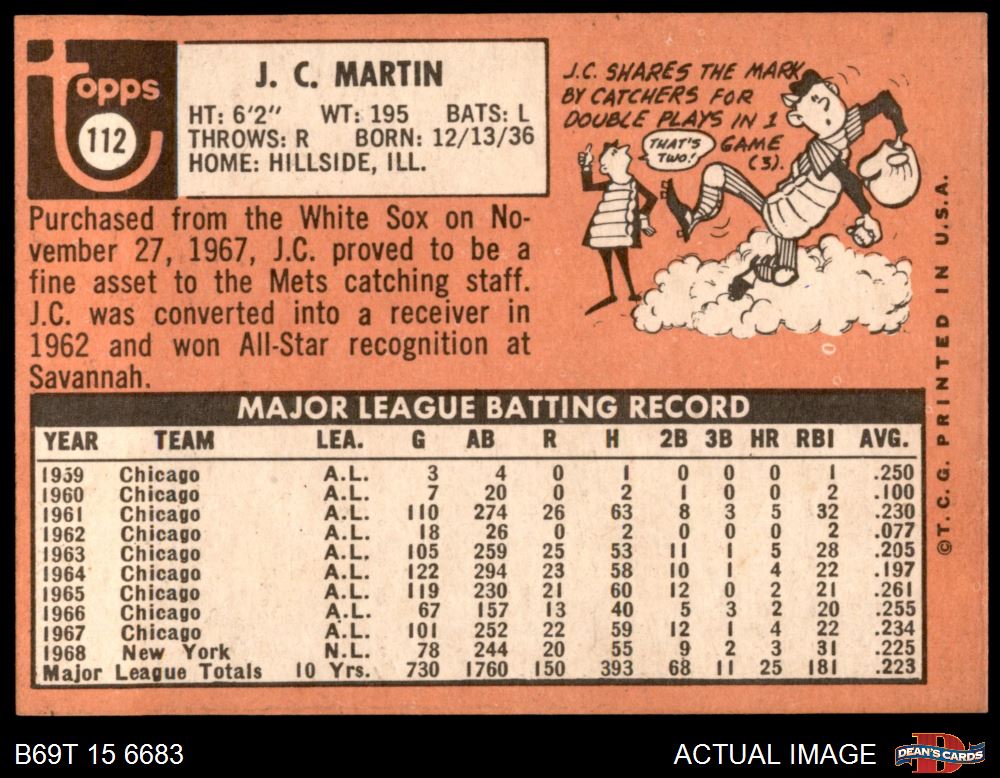 Topps
112
J. C. MARTIN
HT: 6'2" WT: 195 BATS: L
THROWS: R BORN: 12/13/36
HOME: HILLSIDE, ILL.
J.C. SHARES THE MARK
BY CATCHERS FOR
DOUBLE PLAYS IN 1
GAME
(3).
THAT'S
TWO!
Purchased from the White Sox on No-
vember 27, 1967, J.C. proved to be a
fine asset to the Mets catching staff.
J.C. was converted into a receiver in
1962 and won All-Star recognition at
Savannah.
MAJOR LEAGUE BATTING RECORD
YEAR TEAM LEA. G AB R H 2B 3B HR RBI AVG.
1959 Chicago A.L. 3 4 0 1 0 0 0 1 .250
1960 Chicago A.L. 7 20 0 2 1 0 0 2 .100
1961 Chicago A.L. 110 274 26 63 8 3 5 32 .230
1962 Chicago A.L. 18 26 0 2 0 0 0 2 .077
1963 Chicago A.L. 105 259 25 53 11 1 5 28 .205
1964 Chicago A.L. 122 294 23 58 10 1 4 22 .197
1965 Chicago A.L. 119 230 21 60 12 0 2 21 .261
1966 Chicago A.L. 67 157 13 40 5 3 2 20 .255
1967 Chicago A.L. 101 252 22 59 12 1 4 22 .234
1968 New York N.L. 78 244 20 55 9 2 3 31 .225
Major League Totals 10 Yrs. 730 1760 150 393 68 11 25 181 .223
©T.C.G. PRINTED IN U.S.A.
B69T 15 6683
ACTUAL IMAGE
DEAN'S CARDS